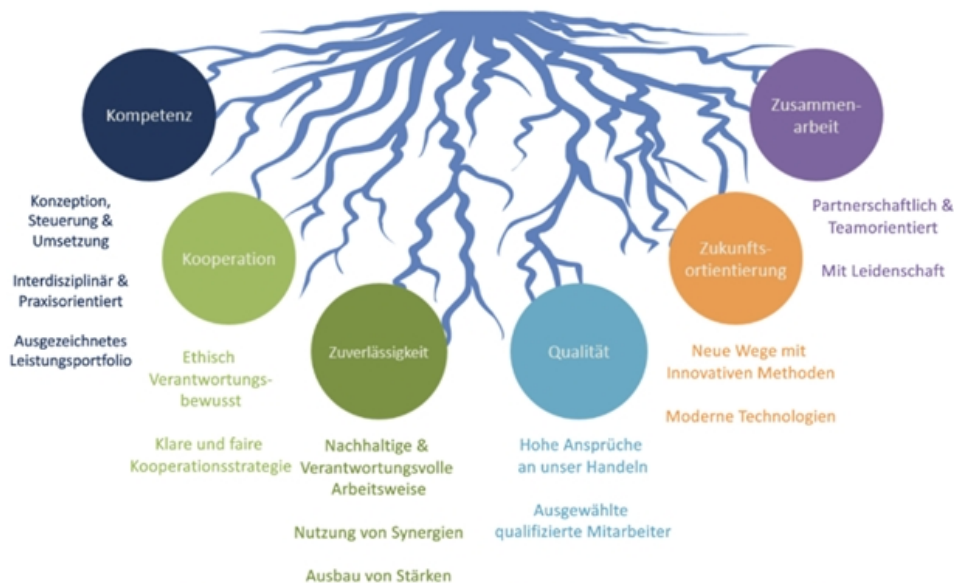 Kompetenz
Konzeption,
Steuerung &
Umsetzung
Interdisziplinär &
Praxisorientiert
Ausgezeichnetes
Leistungsportfolio
Kooperation
Ethisch
Verantwortungs-
bewusst
Klare und faire
Kooperationsstrategie
Zuverlässigkeit
Nachhaltige &
Verantwortungsvolle
Arbeitsweise
Nutzung von Synergien
Ausbau von Stärken
Qualität
Hohe Ansprüche
an unser Handeln
Ausgewählte
qualifizierte Mitarbeiter
Zukunfts-
orientierung
Neue Wege mit
Innovativen Methoden
Moderne Technologien
Zusammen-
arbeit
Partnerschaftlich &
Teamorientiert
Mit Leidenschaft